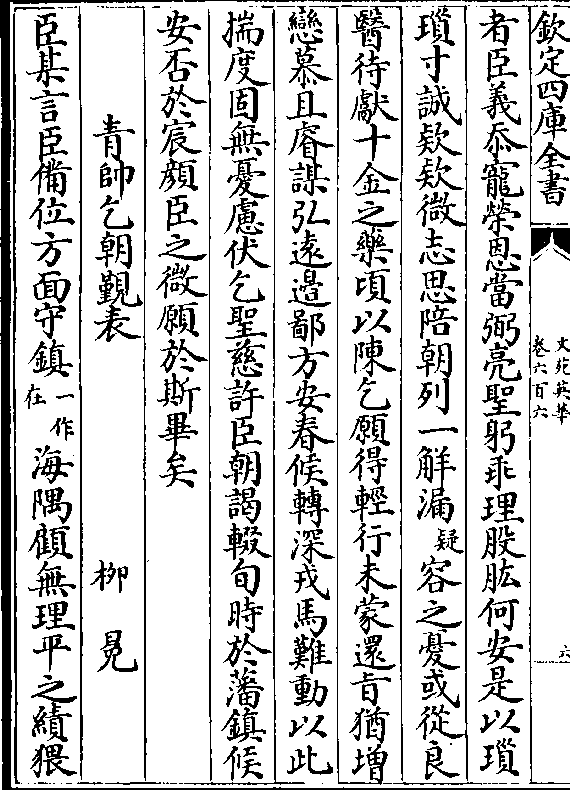 欽定四庫全書
文苑英華
卷六百六
六
者臣義忝寵榮恩當弼亮聖躬乖理股肱何安是以瑣
瑣寸誠欵欵微志思陪朝列一解漏疑容之憂或從良
醫待獻十金之藥頃以陳乞願得輕行未蒙還旨猶增
戀慕且睿謀弘遠邉鄙方安春候轉深戎馬難動以此
揣度固無憂慮伏乞聖慈許臣朝謁輟旬時於藩鎮候
安否於宸顔臣之微願於斯畢矣
青帥乞朝覲表 柳冕
臣某言臣備位方面守鎮一作在海隅顧無理平之績猥